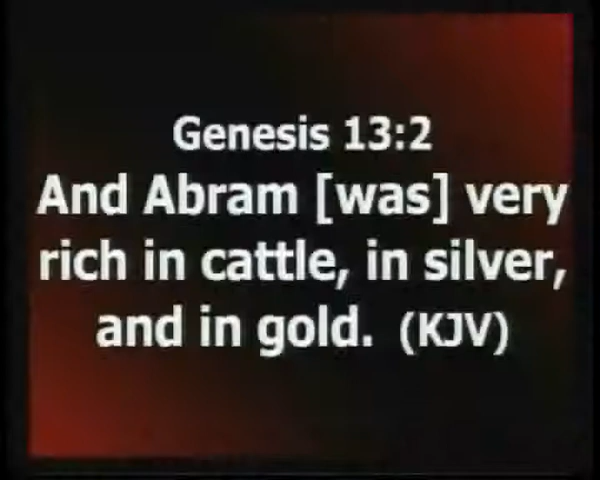 Genesis 13:2
And Abram [was] very
rich in cattle, in silver,
and in gold. (KJV)